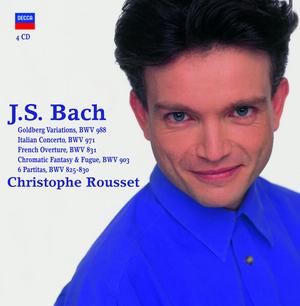 DECCA
4 CD
J.S. Bach
Goldberg Variations, BWV 988
Italian Concerto, BWV 971
French Overture, BWV 831
Chromatic Fantasy & Fugue, BWV 903
6 Partitas, BWV 825-830
Christophe Rousset